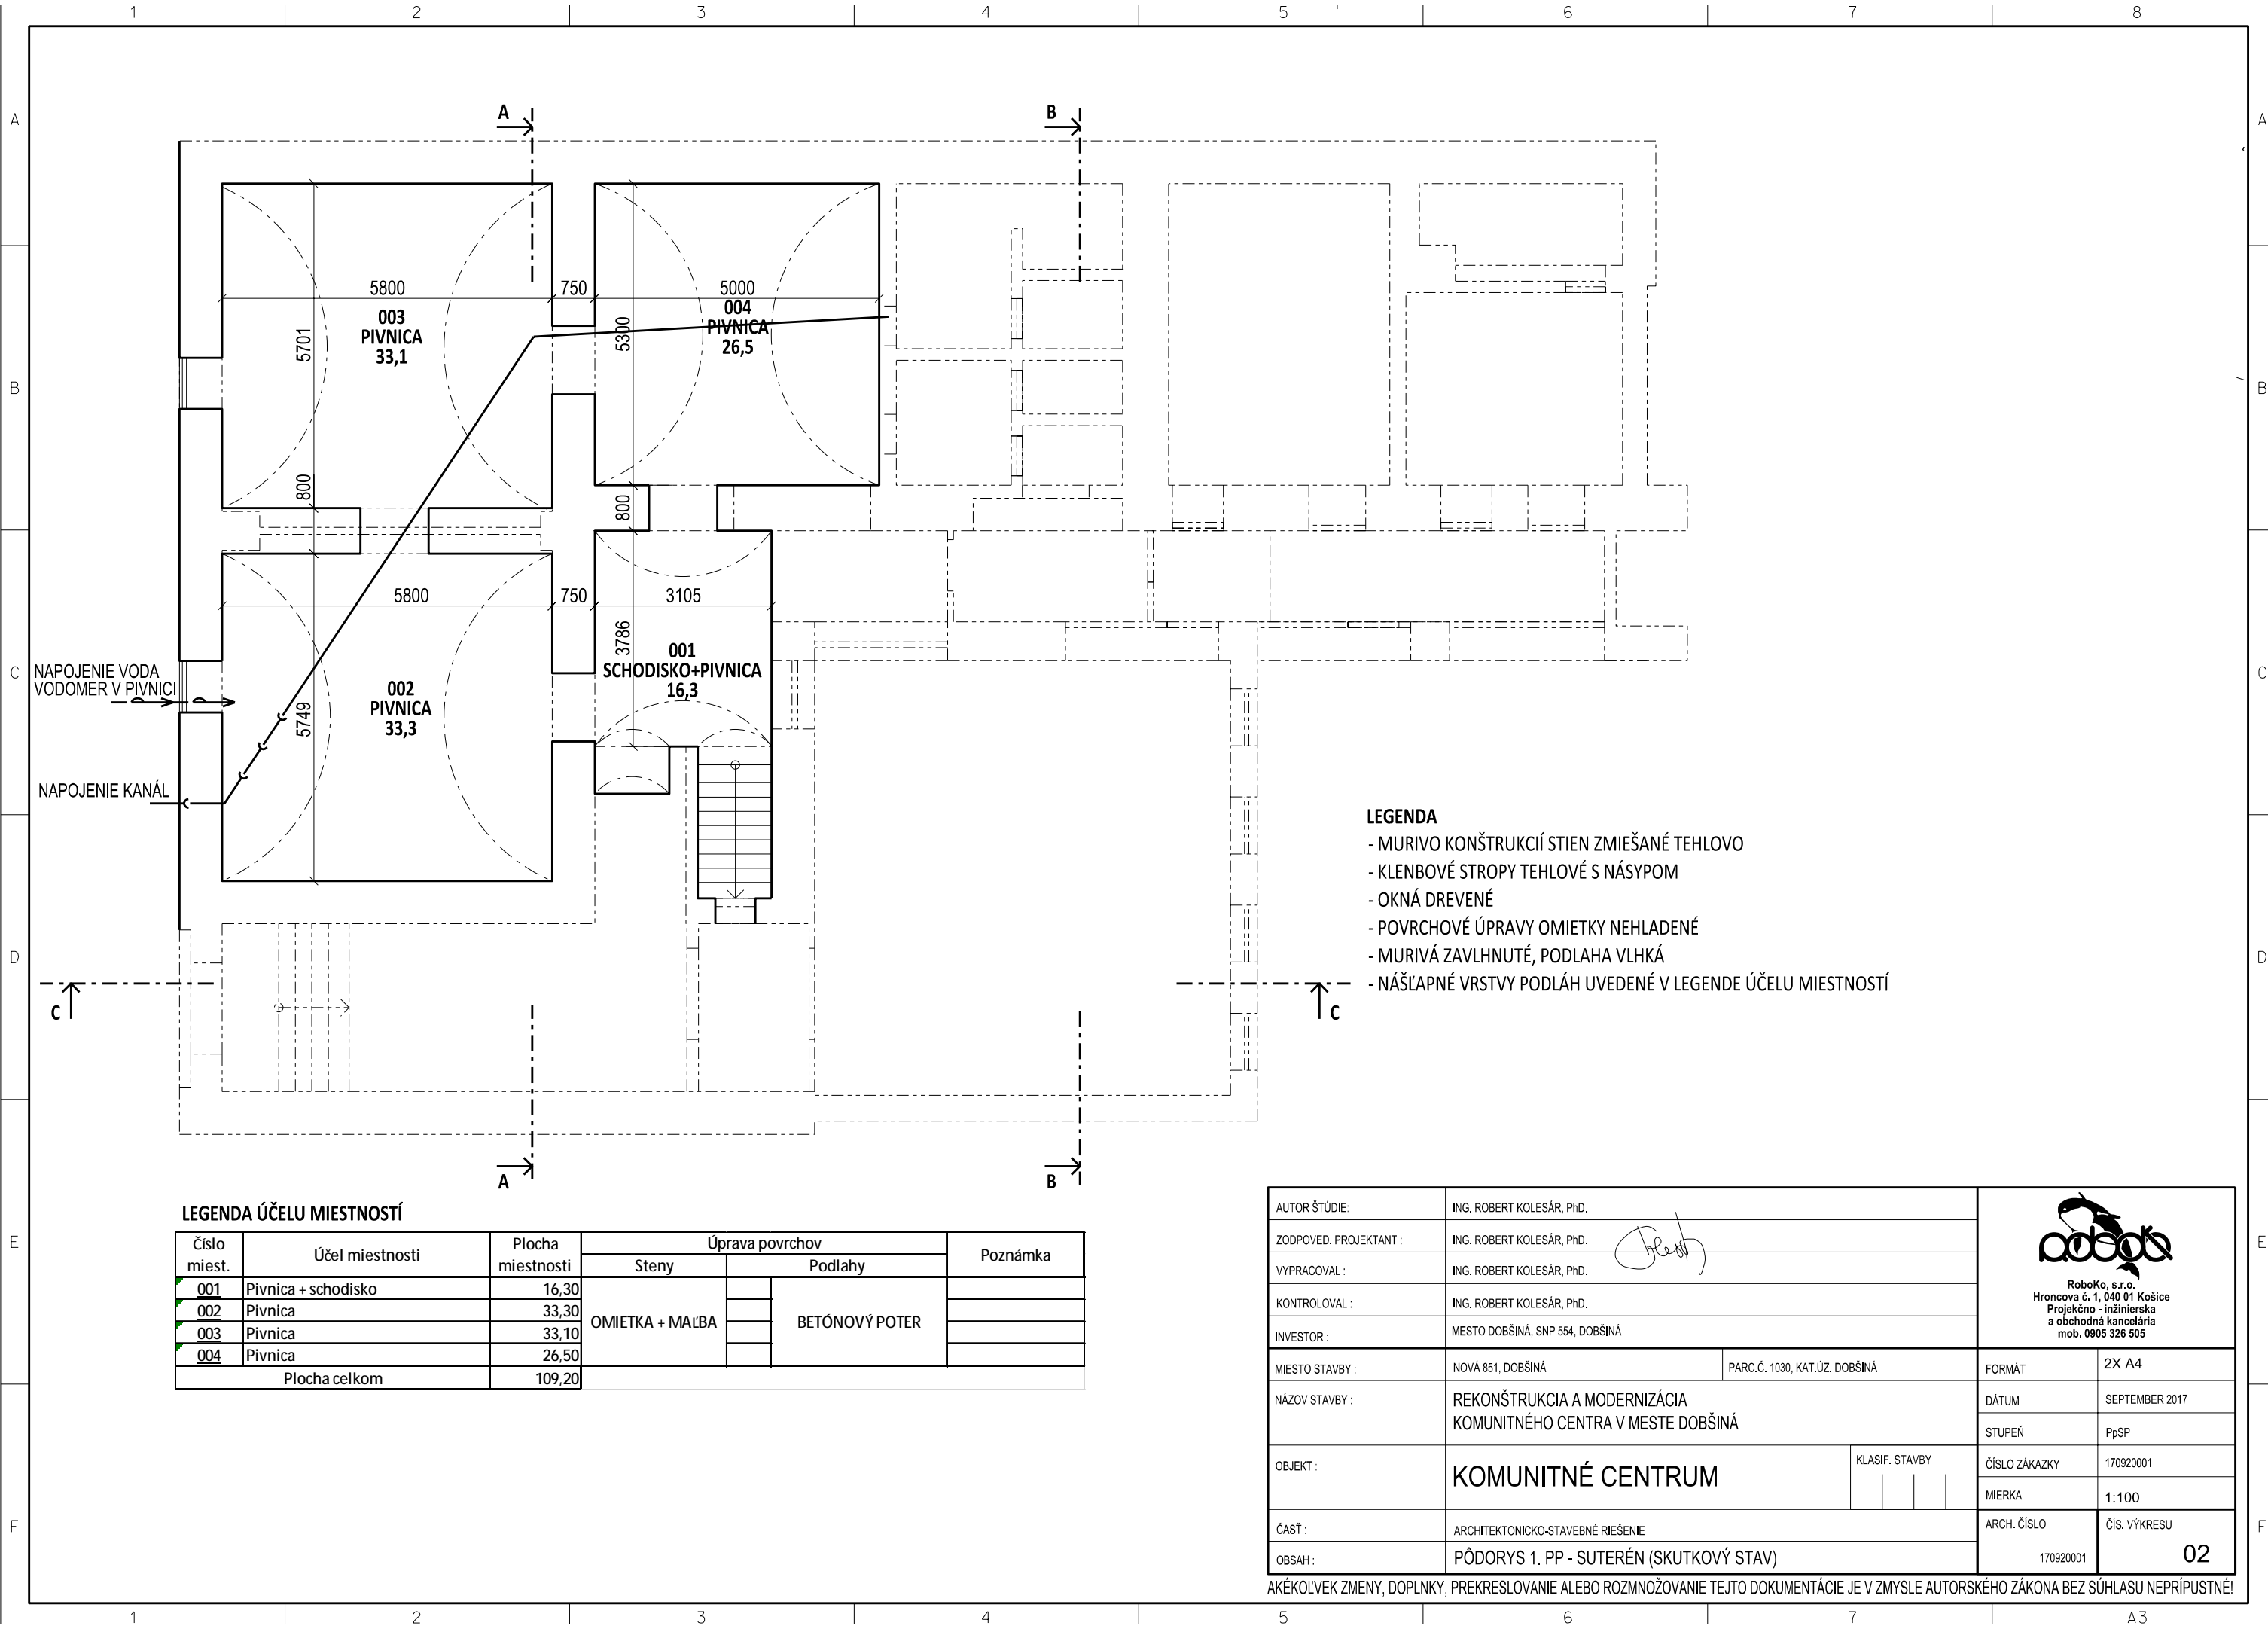 1 2 3 4 5 6 7 8
A A
B B
C C
D D
E E
F F
1 2 3 4 5 6 7 A3
A B
5800 750 5000
003
PIVNICA
33,1
004
PIVNICA
26,5
5701
5300
800
800
5800 750 3105
3786
001
SCHODISKO+PIVNICA
16,3
NAPOJENIE VODA
VODOMER V PIVNICI
002
PIVNICA
33,3
5749
NAPOJENIE KANÁL
C C
A B
LEGENDA
- MURIVO KONŠTRUKCIÍ STIEN ZMIEŠANÉ TEHLOVO
- KLENBOVÉ STROPY TEHLOVÉ S NÁSYPOM
- OKNÁ DREVENÉ
- POVRCHOVÉ ÚPRAVY OMIETKY NEHLADENÉ
- MURIVÁ ZAVLHNUTÉ, PODLAHA VLHKÁ
- NÁŠĽAPNÉ VRSTVY PODLÁH UVEDENÉ V LEGENDE ÚČELU MIESTNOSTÍ
LEGENDA ÚČELU MIESTNOSTÍ
Číslo miest. Účel miestnosti Plocha miestnosti Úprava povrchov Poznámka
Steny Podlahy
001 Pivnica + schodisko 16,30
002 Pivnica 33,30
OMIETKA + MAĽBA BETÓNOVÝ POTER
003 Pivnica 33,10
004 Pivnica 26,50
Plocha celkom 109,20
AUTOR ŠTÚDIE: ING. ROBERT KOLESÁR, PhD.
ZODPOVED. PROJEKTANT : ING. ROBERT KOLESÁR, PhD.
VYPRACOVAL : ING. ROBERT KOLESÁR, PhD.
KONTROLOVAL : ING. ROBERT KOLESÁR, PhD.
INVESTOR : MESTO DOBŠINÁ, SNP 554, DOBŠINÁ
RoboKo, s.r.o.
Hroncova č. 1, 040 01 Košice
Projekčno - inžinierska
a obchodná kancelária
mob. 0905 326 505
MIESTO STAVBY : NOVÁ 851, DOBŠINÁ PARC.Č. 1030, KAT.ÚZ. DOBŠINÁ
FORMÁT 2X A4
NÁZOV STAVBY : REKONŠTRUKCIA A MODERNIZÁCIA
KOMUNITNÉHO CENTRA V MESTE DOBŠINÁ
DÁTUM SEPTEMBER 2017
STUPEŇ PpSP
OBJEKT : KOMUNITNÉ CENTRUM KLASIF. STAVBY
ČÍSLO ZÁKAZKY 170920001
MIERKA 1:100
ČASŤ : ARCHITEKTONICKO-STAVEBNÉ RIEŠENIE
ARCH. ČÍSLO 170920001
ČÍS. VÝKRESU 02
OBSAH : PÔDORYS 1. PP - SUTERÉN (SKUTKOVÝ STAV)
AKÉKOĽVEK ZMENY, DOPLNKY, PREKRESLOVANIE ALEBO ROZMNOŽOVANIE TEJTO DOKUMENTÁCIE JE V ZMYSLE AUTORSKÉHO ZÁKONA BEZ SÚHLASU NEPRÍPUSTNÉ!